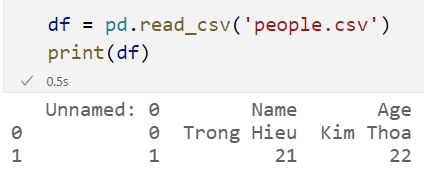 df = pd.read_csv('people.csv')
print(df)
0.5s
Unnamed: 0 Name Age
0 0 Trong Hieu Kim Thoa
1 1 21 22